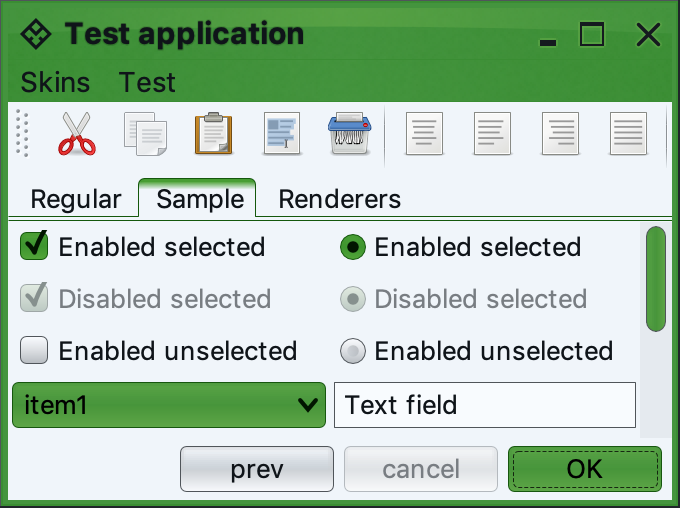 Test application
Skins Test
Regular Sample Renderers
Enabled selected Enabled selected
Disabled selected Disabled selected
Enabled unselected Enabled unselected
item1 Text field
prev cancel OK